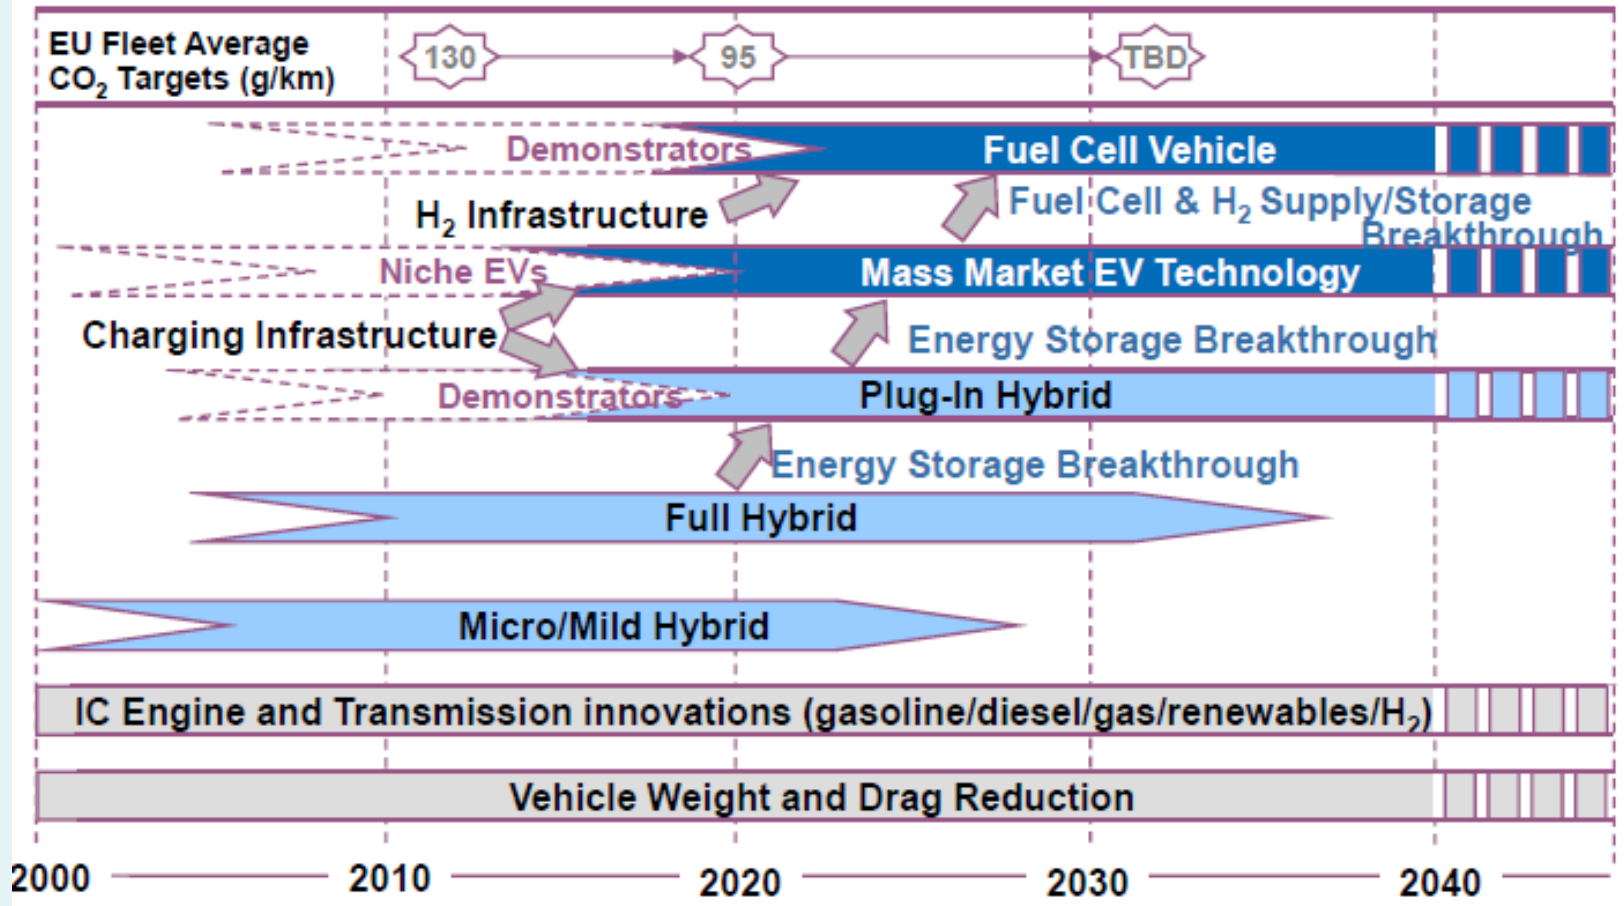 EU Fleet Average
CO₂ Targets (g/km)
130
95
TBD
Demonstrators
Fuel Cell Vehicle
H₂ Infrastructure
Fuel Cell & H₂ Supply/Storage
Breakthrough
Niche EVs
Mass Market EV Technology
Charging Infrastructure
Energy Storage Breakthrough
Demonstrators
Plug-In Hybrid
Energy Storage Breakthrough
Full Hybrid
Micro/Mild Hybrid
IC Engine and Transmission innovations (gasoline/diesel/gas/renewables/H₂)
Vehicle Weight and Drag Reduction
2000
2010
2020
2030
2040